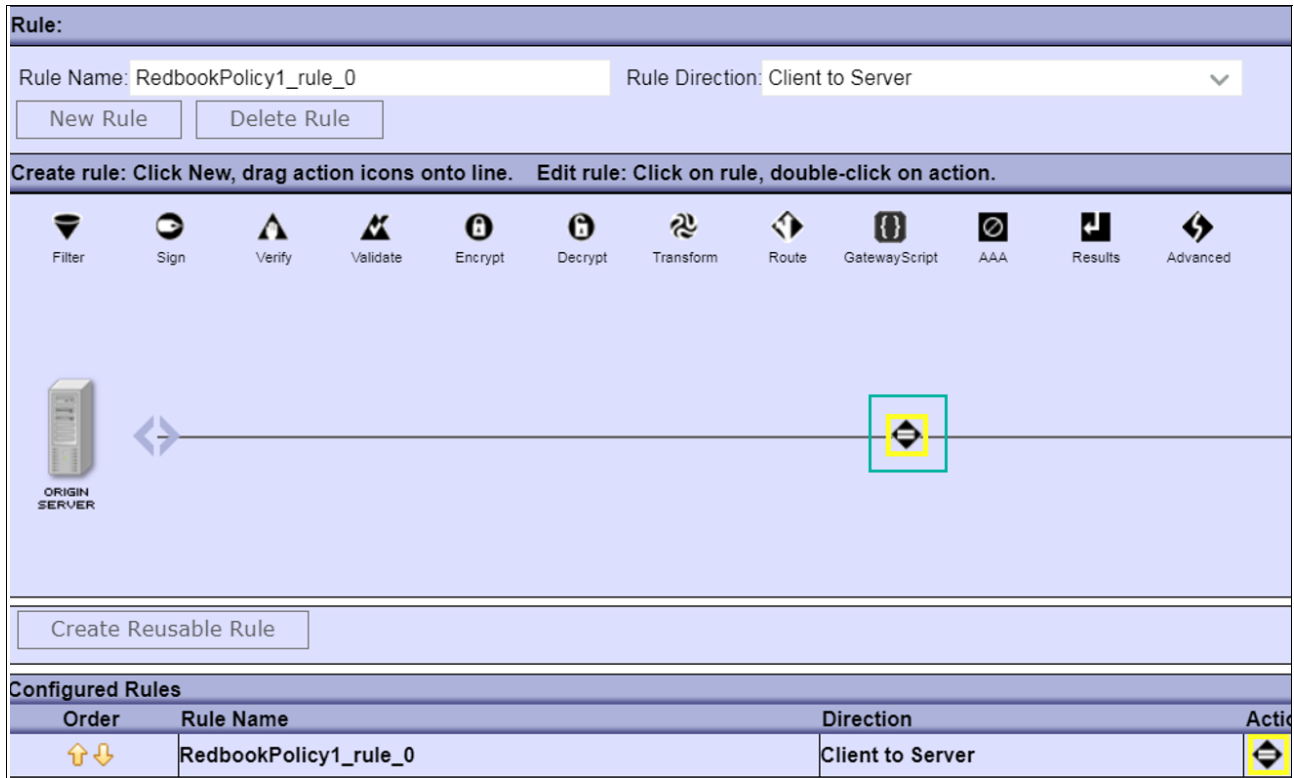 Rule:
Rule Name: RedbookPolicy1_rule_0 Rule Direction: Client to Server
New Rule Delete Rule
Create rule: Click New, drag action icons onto line. Edit rule: Click on rule, double-click on action.
Filter Sign Verify Validate Encrypt Decrypt Transform Route GatewayScript AAA Results Advanced
ORIGIN
SERVER
Create Reusable Rule
Configured Rules
Order Rule Name Direction Actio
RedbookPolicy1_rule_0 Client to Server